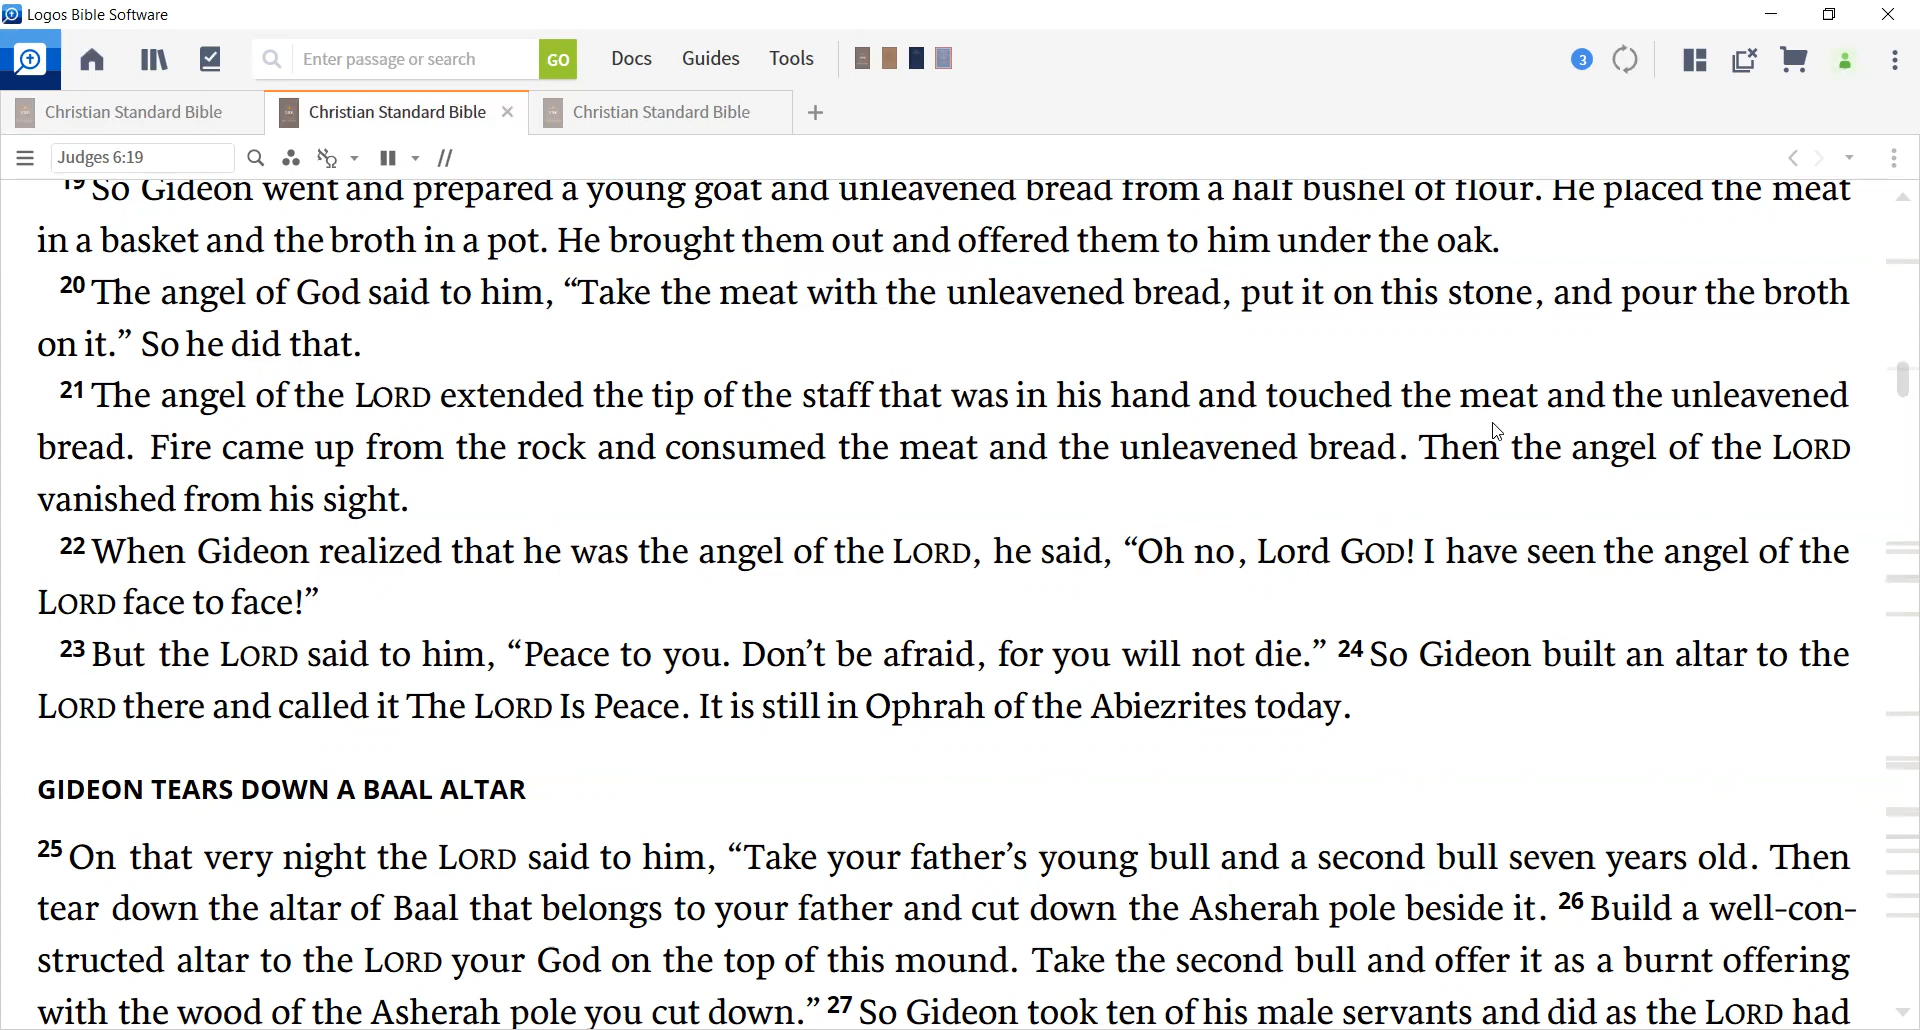 Logos Bible Software
Enter passage or search GO Docs Guides Tools 3
Christian Standard Bible Christian Standard Bible Christian Standard Bible
Judges 6:19
19 So Gideon went and prepared a young goat and unleavened bread from a half bushel of flour. He placed the meat
in a basket and the broth in a pot. He brought them out and offered them to him under the oak.
20 The angel of God said to him, “Take the meat with the unleavened bread, put it on this stone, and pour the broth
on it.” So he did that.
21 The angel of the LORD extended the tip of the staff that was in his hand and touched the meat and the unleavened
bread. Fire came up from the rock and consumed the meat and the unleavened bread. Then the angel of the LORD
vanished from his sight.
22 When Gideon realized that he was the angel of the LORD, he said, “Oh no, Lord GOD! I have seen the angel of the
LORD face to face!”
23 But the LORD said to him, “Peace to you. Don’t be afraid, for you will not die.” 24 So Gideon built an altar to the
LORD there and called it The LORD Is Peace. It is still in Ophrah of the Abiezrites today.
GIDEON TEARS DOWN A BAAL ALTAR
25 On that very night the LORD said to him, “Take your father’s young bull and a second bull seven years old. Then
tear down the altar of Baal that belongs to your father and cut down the Asherah pole beside it. 26 Build a well-con-
structed altar to the LORD your God on the top of this mound. Take the second bull and offer it as a burnt offering
with the wood of the Asherah pole you cut down.” 27 So Gideon took ten of his male servants and did as the LORD had